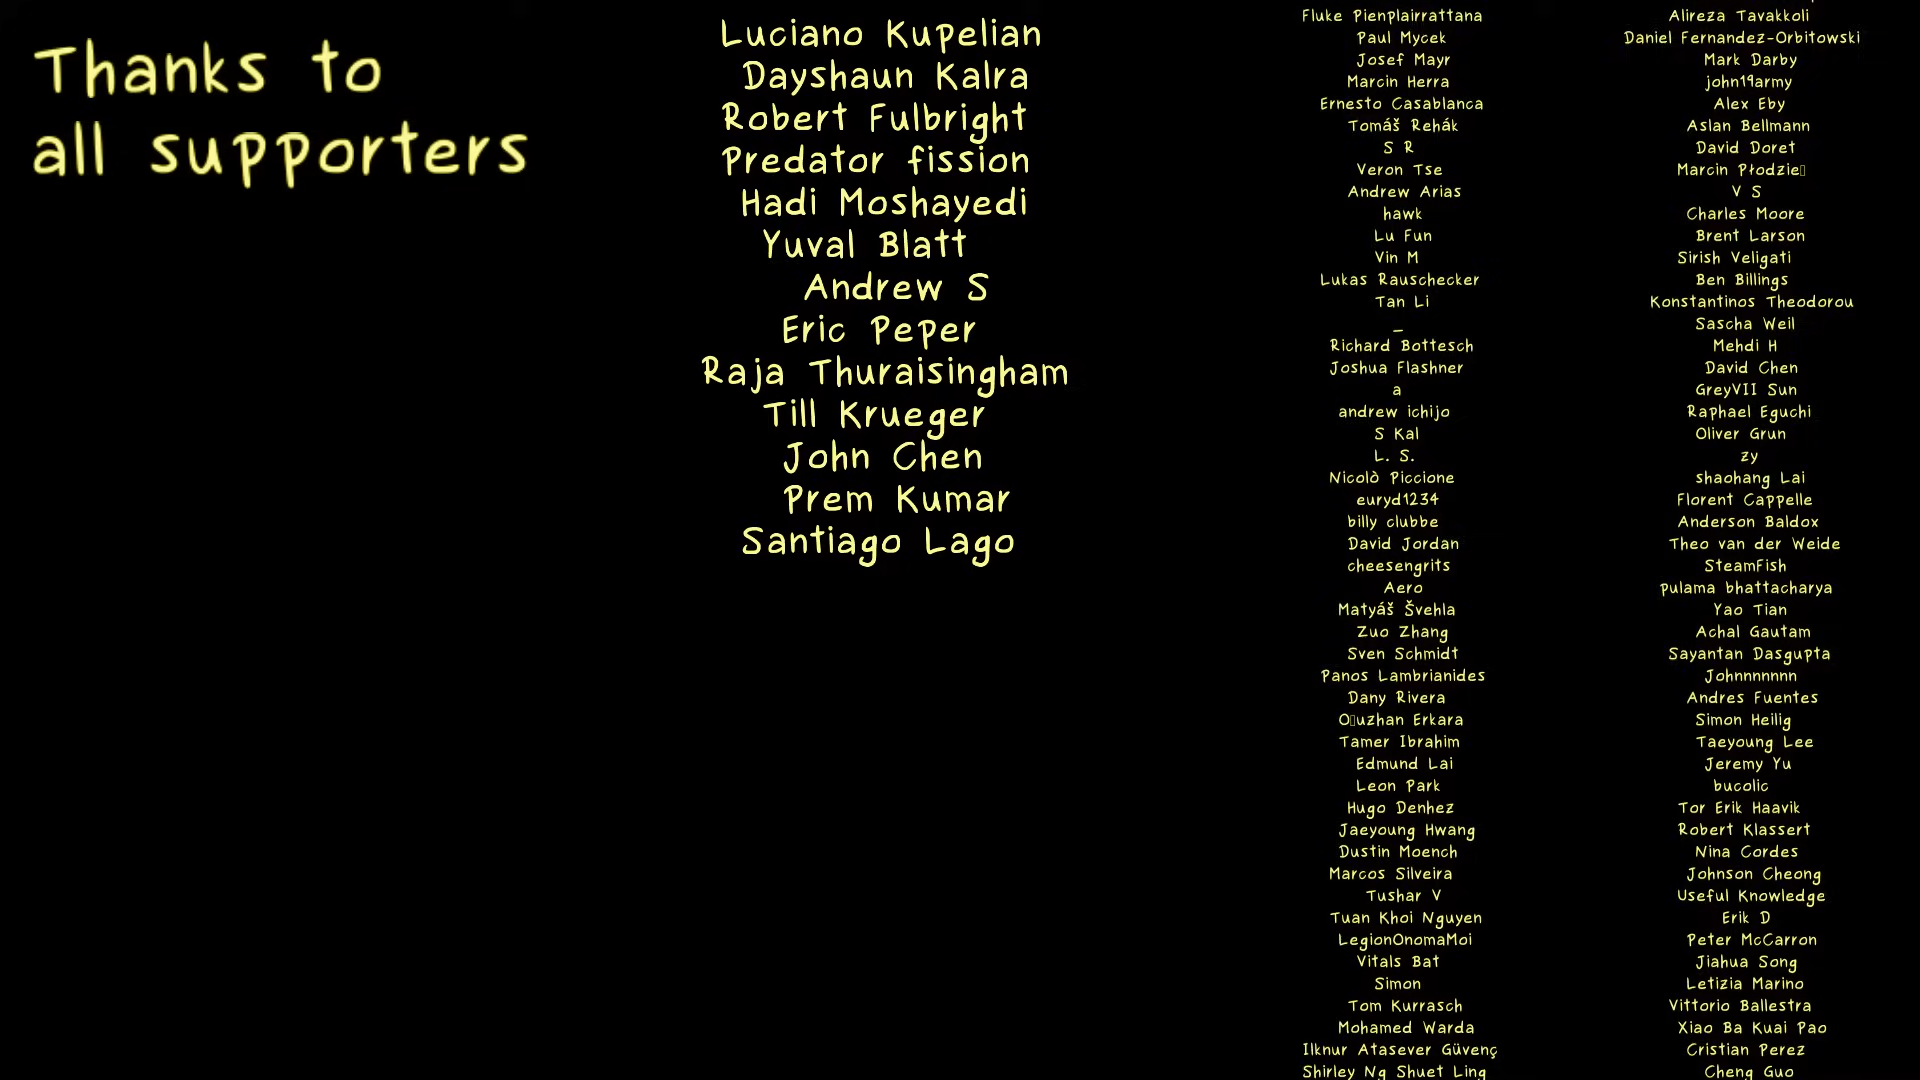 Thanks to
all supporters
Luciano Kupelian
Dayshaun Kalra
Robert Fulbright
Predator fission
Hadi Moshayedi
Yuval Blatt
Andrew S
Eric Peper
Raja Thuraisingham
Till Krueger
John Chen
Prem Kumar
Santiago Lago
Fluke Pienplairrattana
Paul Mycek
Josef Mayr
Marcin Herra
Ernesto Casablanca
Tomáš Rehák
S R
Veron Tse
Andrew Arias
hawk
Lu Fun
Vin M
Lukas Rauschecker
Tan Li
_
Richard Bottesch
Joshua Flashner
a
andrew ichijo
S Kal
L. S.
Nicolò Piccione
euryd1234
billy clubbe
David Jordan
cheesengrits
Aero
Matyáš Švehla
Zuo Zhang
Sven Schmidt
Panos Lambrianides
Dany Rivera
O▯uzhan Erkara
Tamer Ibrahim
Edmund Lai
Leon Park
Hugo Denhez
Jaeyoung Hwang
Dustin Moench
Marcos Silveira
Tushar V
Tuan Khoi Nguyen
LegionOnomaMoi
Vitals Bat
Simon
Tom Kurrasch
Mohamed Warda
Ilknur Atasever Güvenç
Shirley Ng Shuet Ling
Alireza Tavakkoli
Daniel Fernandez-Orbitowski
Mark Darby
john19army
Alex Eby
Aslan Bellmann
David Doret
Marcin Płodzie▯
V S
Charles Moore
Brent Larson
Sirish Veligati
Ben Billings
Konstantinos Theodorou
Sascha Weil
Mehdi H
David Chen
GreyVII Sun
Raphael Eguchi
Oliver Grun
zy
shaohang Lai
Florent Cappelle
Anderson Baldox
Theo van der Weide
SteamFish
pulama bhattacharya
Yao Tian
Achal Gautam
Sayantan Dasgupta
Johnnnnnnn
Andres Fuentes
Simon Heilig
Taeyoung Lee
Jeremy Yu
bucolic
Tor Erik Haavik
Robert Klassert
Nina Cordes
Johnson Cheong
Useful Knowledge
Erik D
Peter McCarron
Jiahua Song
Letizia Marino
Vittorio Ballestra
Xiao Ba Kuai Pao
Cristian Perez
Cheng Guo